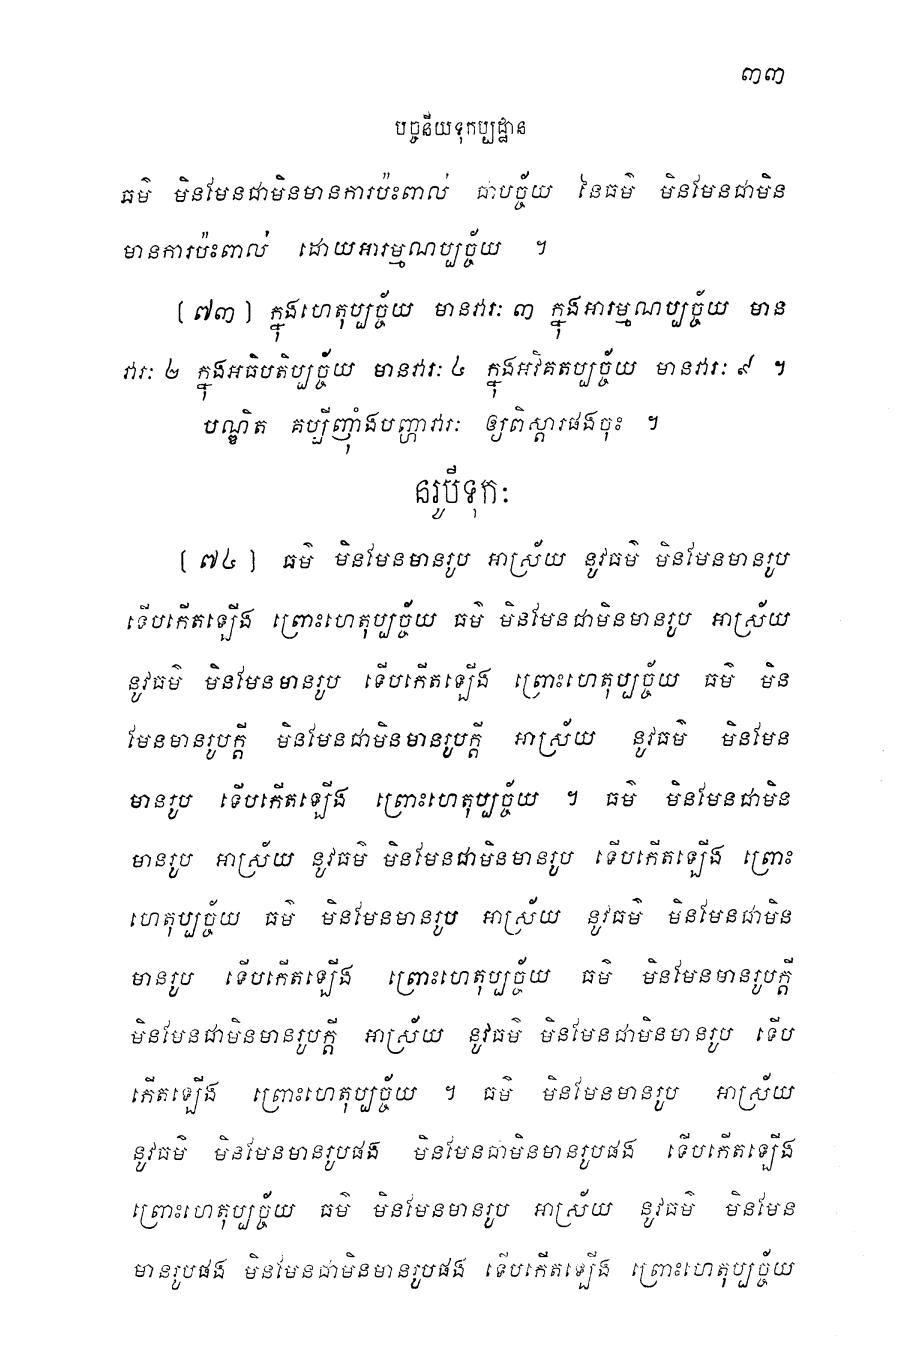 ៣៣
បច្ចនីយទុកប្បដ្ឋាន
ធម៌ មិនមែនជាមិនមានការប៉ះពាល់ ជាបច្ច័យ នៃធម៌ មិនមែនជាមិន
មានការប៉ះពាល់ ដោយអារម្មណប្បច្ច័យ ។
(៧៣) ក្នុងហេតុប្បច្ច័យ មានវារៈ ៣ ក្នុងអារម្មណប្បច្ច័យ មាន
វារៈ ២ ក្នុងអធិបតិប្បច្ច័យ មានវារៈ ៤ ក្នុងអវិគតប្បច្ច័យ មានវារៈ ៩ ។
បណ្ឌិត គប្បីញ៉ាំងបញ្ហាវារៈ ឲ្យពិស្តារផងចុះ ។
នរូបីទុកៈ
(៧៤) ធម៌ មិនមែនមានរូប អាស្រ័យ នូវធម៌ មិនមែនមានរូប
ទើបកើតឡើង ព្រោះហេតុប្បច្ច័យ ធម៌ មិនមែនជាមិនមានរូប អាស្រ័យ
នូវធម៌ មិនមែនមានរូប ទើបកើតឡើង ព្រោះហេតុប្បច្ច័យ ធម៌ មិន
មែនមានរូបក្តី មិនមែនជាមិនមានរូបក្តី អាស្រ័យ នូវធម៌ មិនមែន
មានរូប ទើបកើតឡើង ព្រោះហេតុប្បច្ច័យ ។ ធម៌ មិនមែនជាមិន
មានរូប អាស្រ័យ នូវធម៌ មិនមែនជាមិនមានរូប ទើបកើតឡើង ព្រោះ
ហេតុប្បច្ច័យ ធម៌ មិនមែនមានរូប អាស្រ័យ នូវធម៌ មិនមែនជាមិន
មានរូប ទើបកើតឡើង ព្រោះហេតុប្បច្ច័យ ធម៌ មិនមែនមានរូបក្តី
មិនមែនជាមិនមានរូបក្តី អាស្រ័យ នូវធម៌ មិនមែនជាមិនមានរូប ទើប
កើតឡើង ព្រោះហេតុប្បច្ច័យ ។ ធម៌ មិនមែនមានរូប អាស្រ័យ
នូវធម៌ មិនមែនមានរូបផង មិនមែនជាមិនមានរូបផង ទើបកើតឡើង
ព្រោះហេតុប្បច្ច័យ ធម៌ មិនមែនមានរូប អាស្រ័យ នូវធម៌ មិនមែន
មានរូបផង មិនមែនជាមិនមានរូបផង ទើបកើតឡើង ព្រោះហេតុប្បច្ច័យ